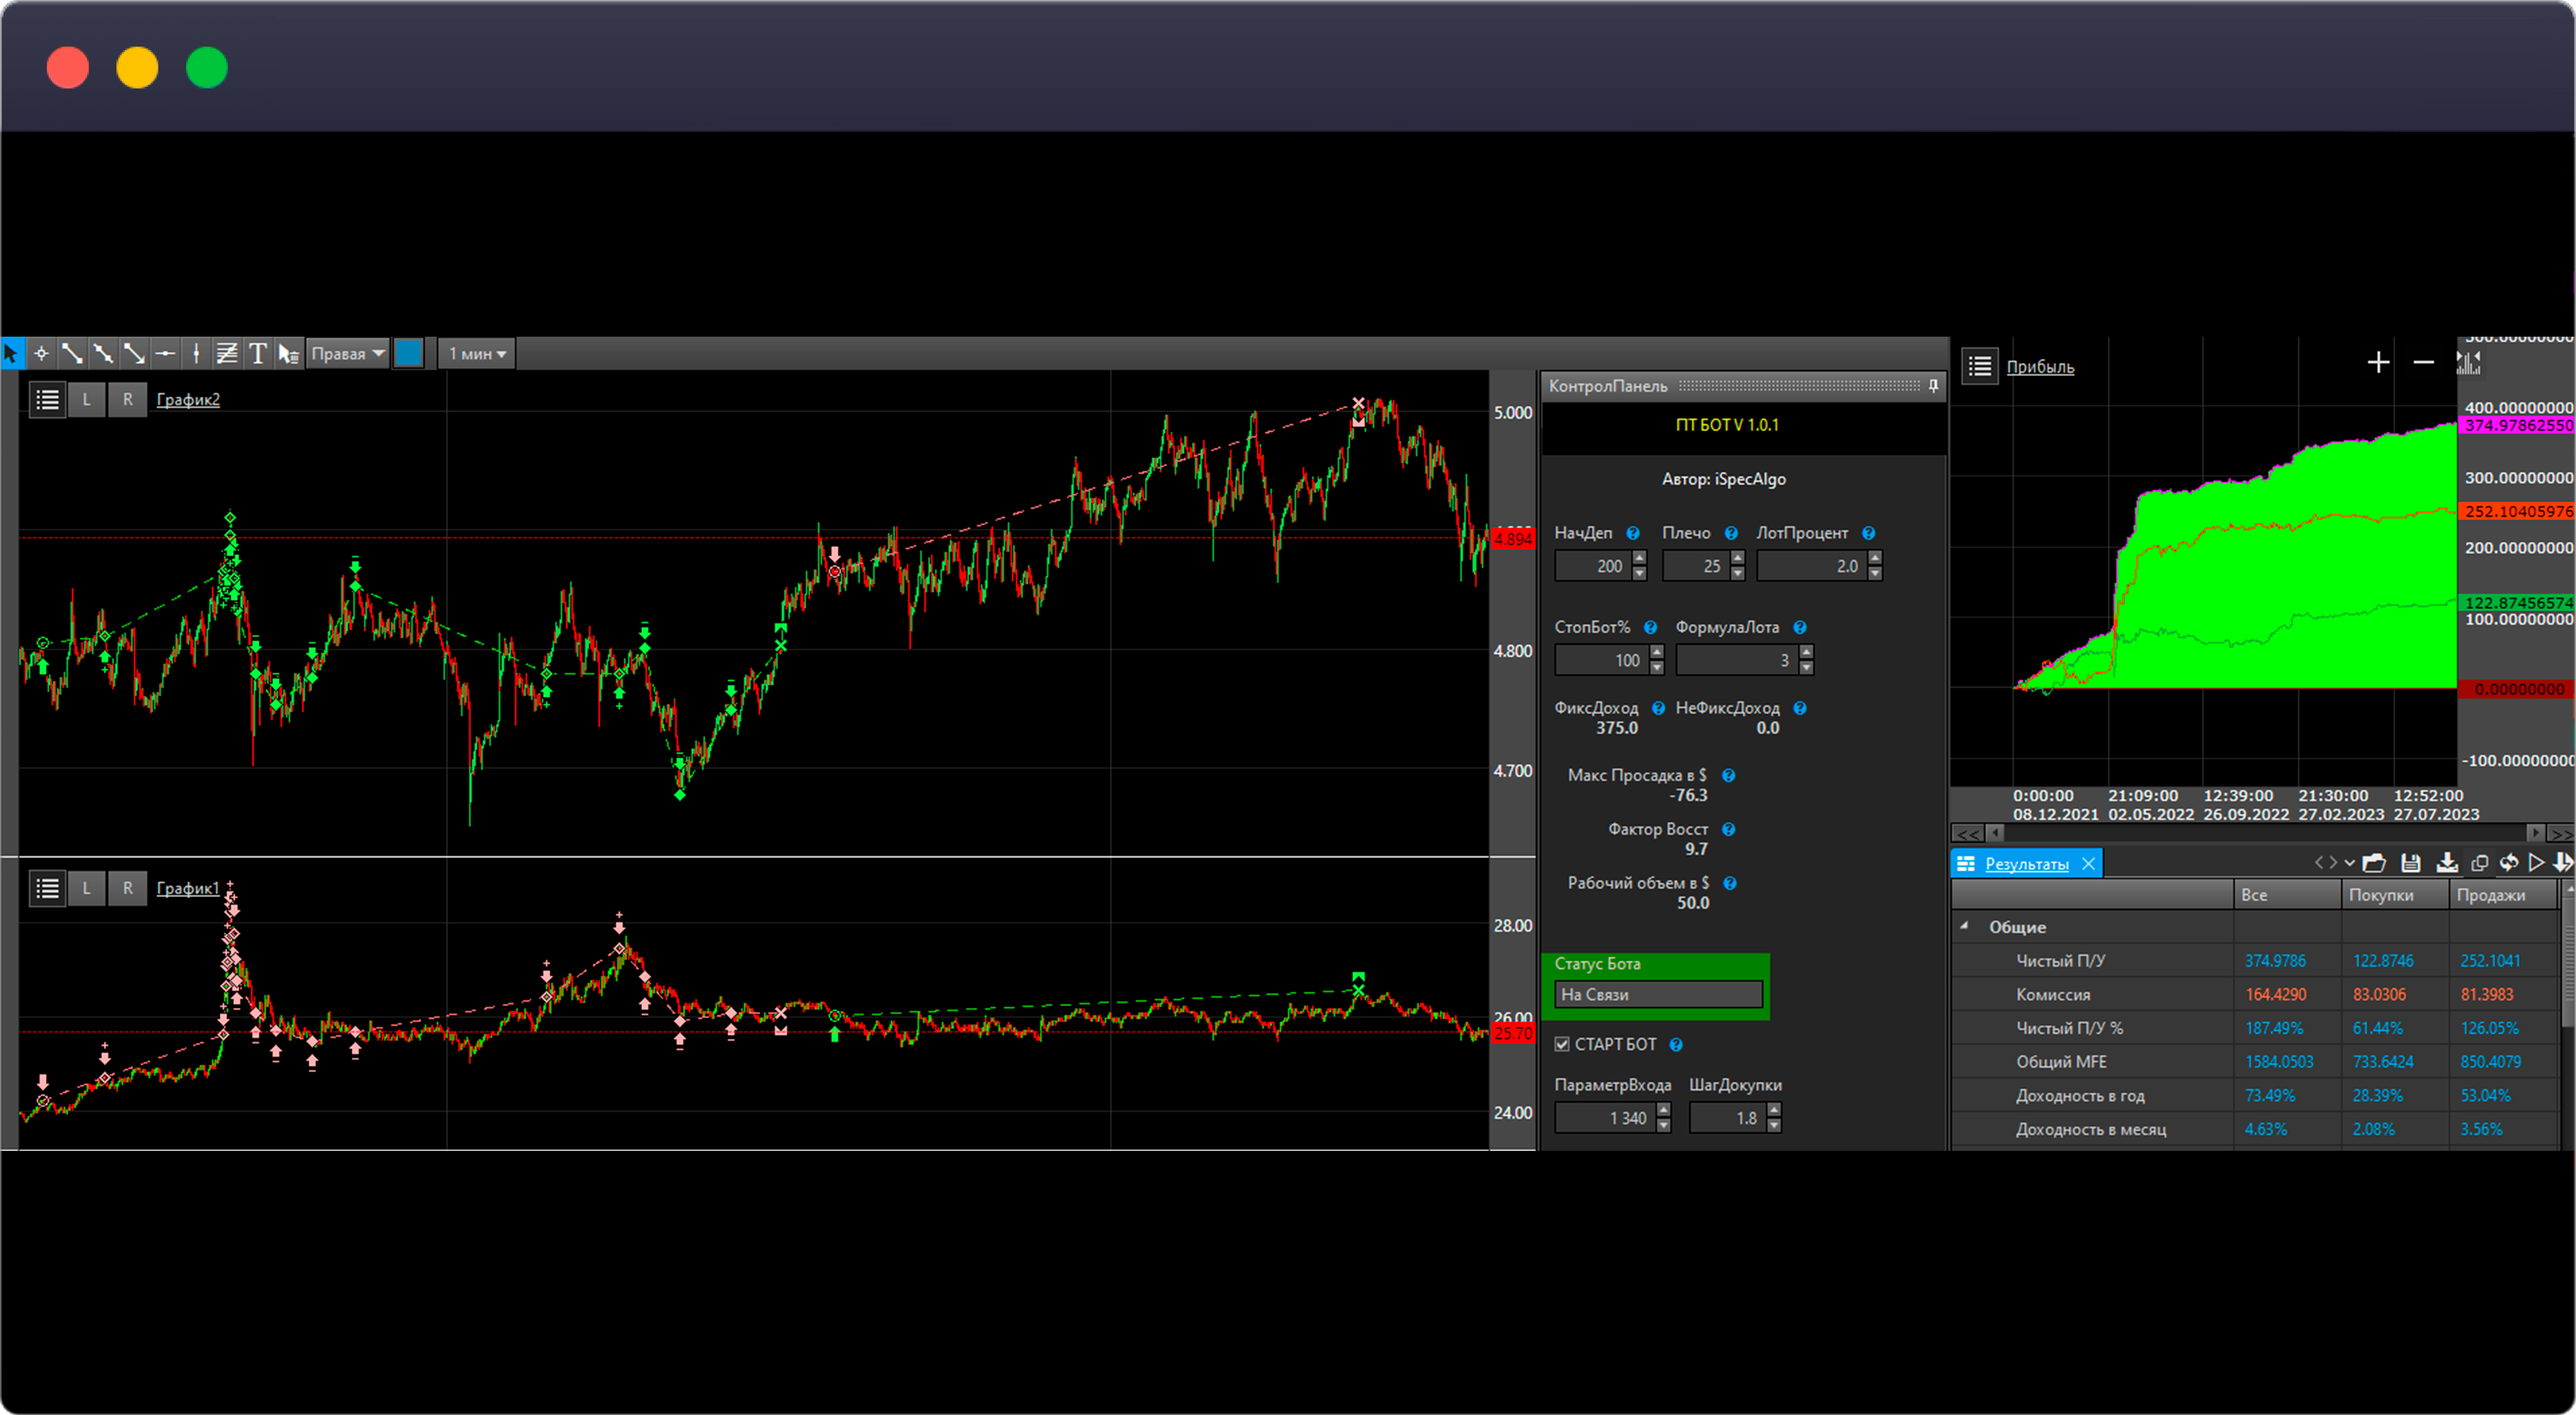 T Правая 1 мин
L R График2
5.000
4.894
4.800
4.700
L R График1
28.00
26.00
25.70
24.00
КонтролПанель
ПТ БОТ V 1.0.1
Автор: iSpecAlgo
НачДеп Плечо ЛотПроцент
200 25 2.0
СтопБот% ФормулаЛота
100 3
ФиксДоход НеФиксДоход
375.0 0.0
Макс Просадка в $
-76.3
Фактор Восст
9.7
Рабочий объем в $
50.0
Статус Бота
На Связи
СТАРТ БОТ
ПараметрВхода ШагДокупки
1 340 1.8
Прибыль
400.00000000
374.97862550
300.00000000
252.10405976
200.00000000
122.87456574
100.00000000
0.00000000
-100.0000000
0:00:00 21:09:00 12:39:00 21:30:00 12:52:00
08.12.2021 02.05.2022 26.09.2022 27.02.2023 27.07.2023
<< >>
Результаты
Все Покупки Продажи
Общие
Чистый П/У 374.9786 122.8746 252.1041
Комиссия 164.4290 83.0306 81.3983
Чистый П/У % 187.49% 61.44% 126.05%
Общий MFE 1584.0503 733.6424 850.4079
Доходность в год 73.49% 28.39% 53.04%
Доходность в месяц 4.63% 2.08% 3.56%